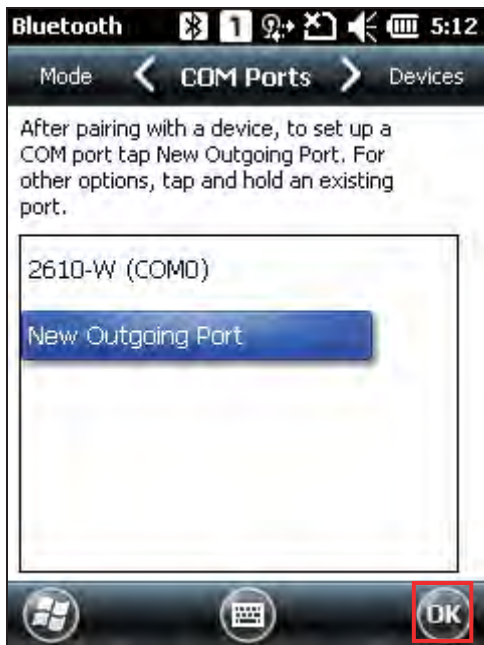 Bluetooth 1 5:12
Mode COM Ports Devices
After pairing with a device, to set up a
COM port tap New Outgoing Port. For
other options, tap and hold an existing
port.
2610-W (COM0)
New Outgoing Port
OK